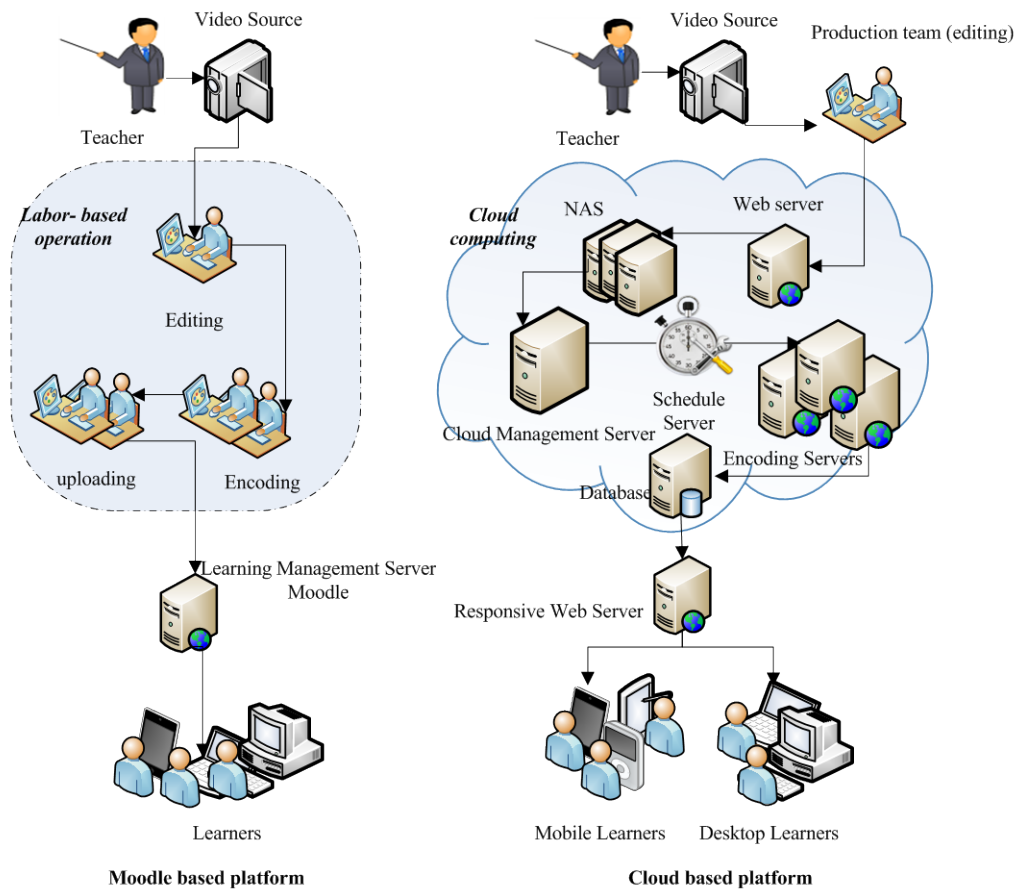 Video Source
Teacher
Labor- based
operation
Editing
uploading
Encoding
Learning Management Server
Moodle
Learners
Moodle based platform
Video Source
Production team (editing)
Teacher
Cloud
computing
NAS
Web server
Schedule
Server
Cloud Management Server
Encoding Servers
Database
Responsive Web Server
Mobile Learners
Desktop Learners
Cloud based platform